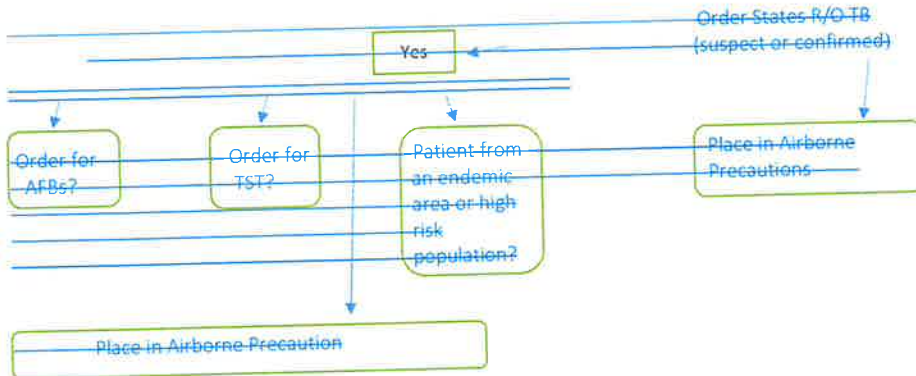 Order States R/O TB
(suspect or confirmed)
Yes
Order for
AFBs?
Order for
TST?
Patient from
an endemic
area or high
risk
population?
Place in Airborne
Precautions
Place in Airborne Precaution